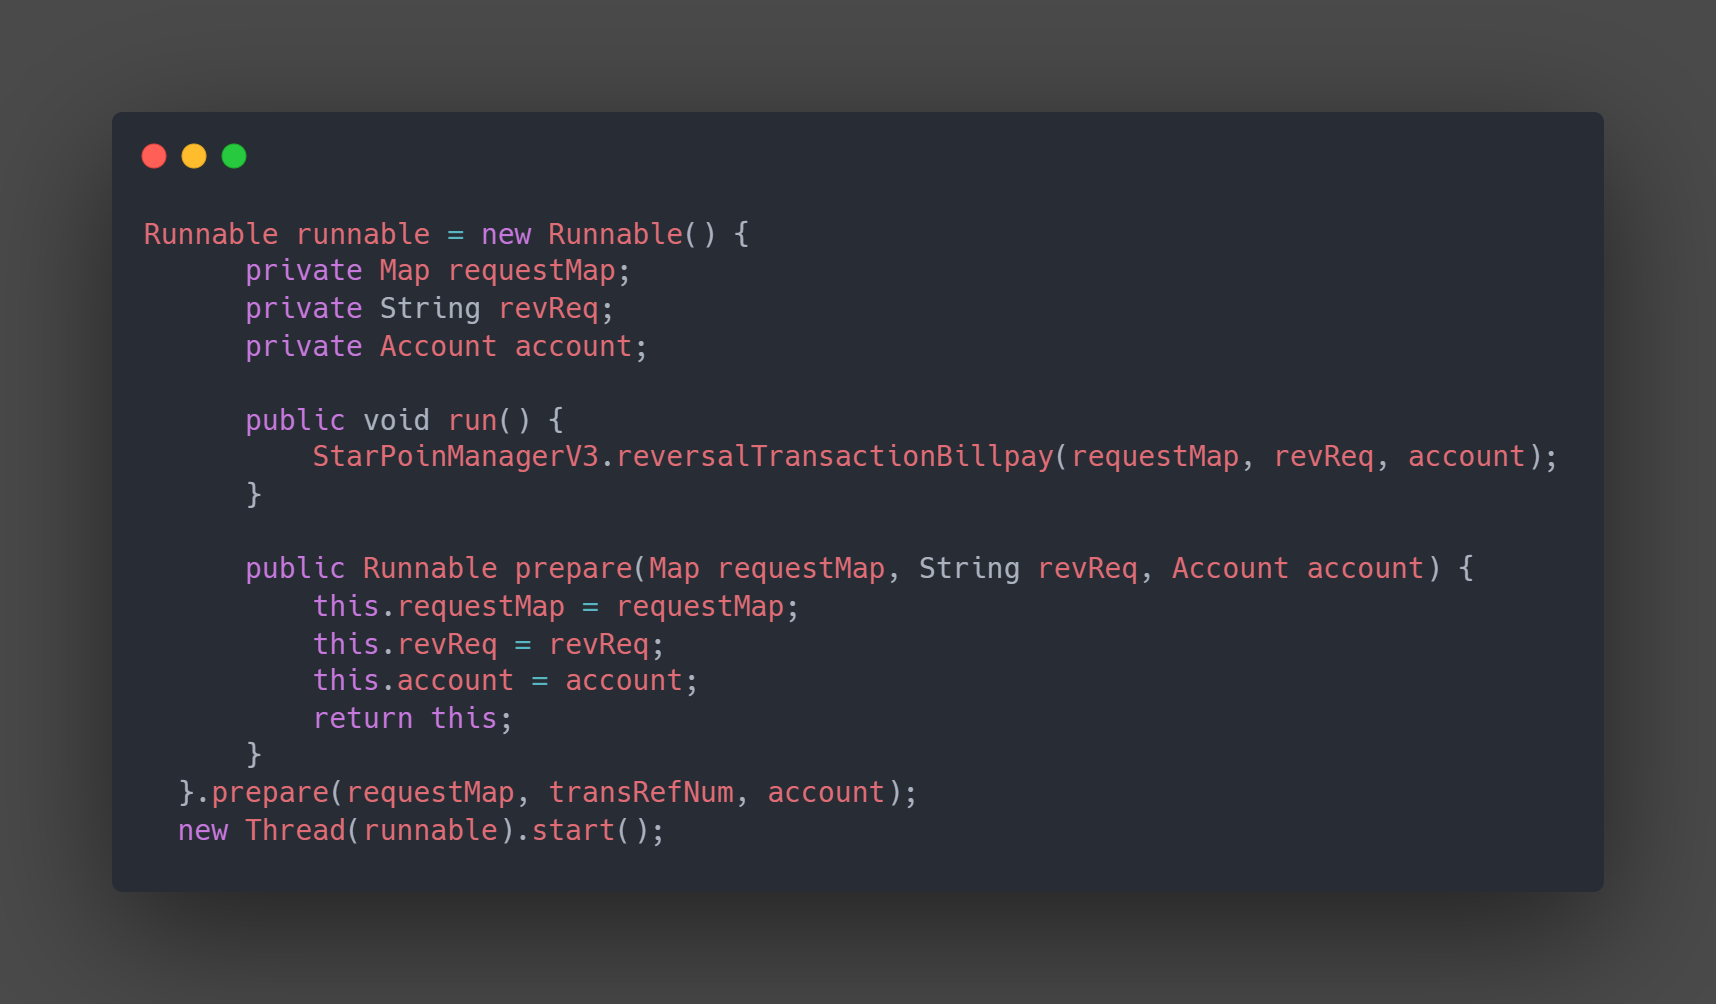 Runnable runnable = new Runnable() {
private Map requestMap;
private String revReq;
private Account account;
public void run() {
StarPoinManagerV3.reversalTransactionBillpay(requestMap, revReq, account);
}
public Runnable prepare(Map requestMap, String revReq, Account account) {
this.requestMap = requestMap;
this.revReq = revReq;
this.account = account;
return this;
}
}.prepare(requestMap, transRefNum, account);
new Thread(runnable).start();